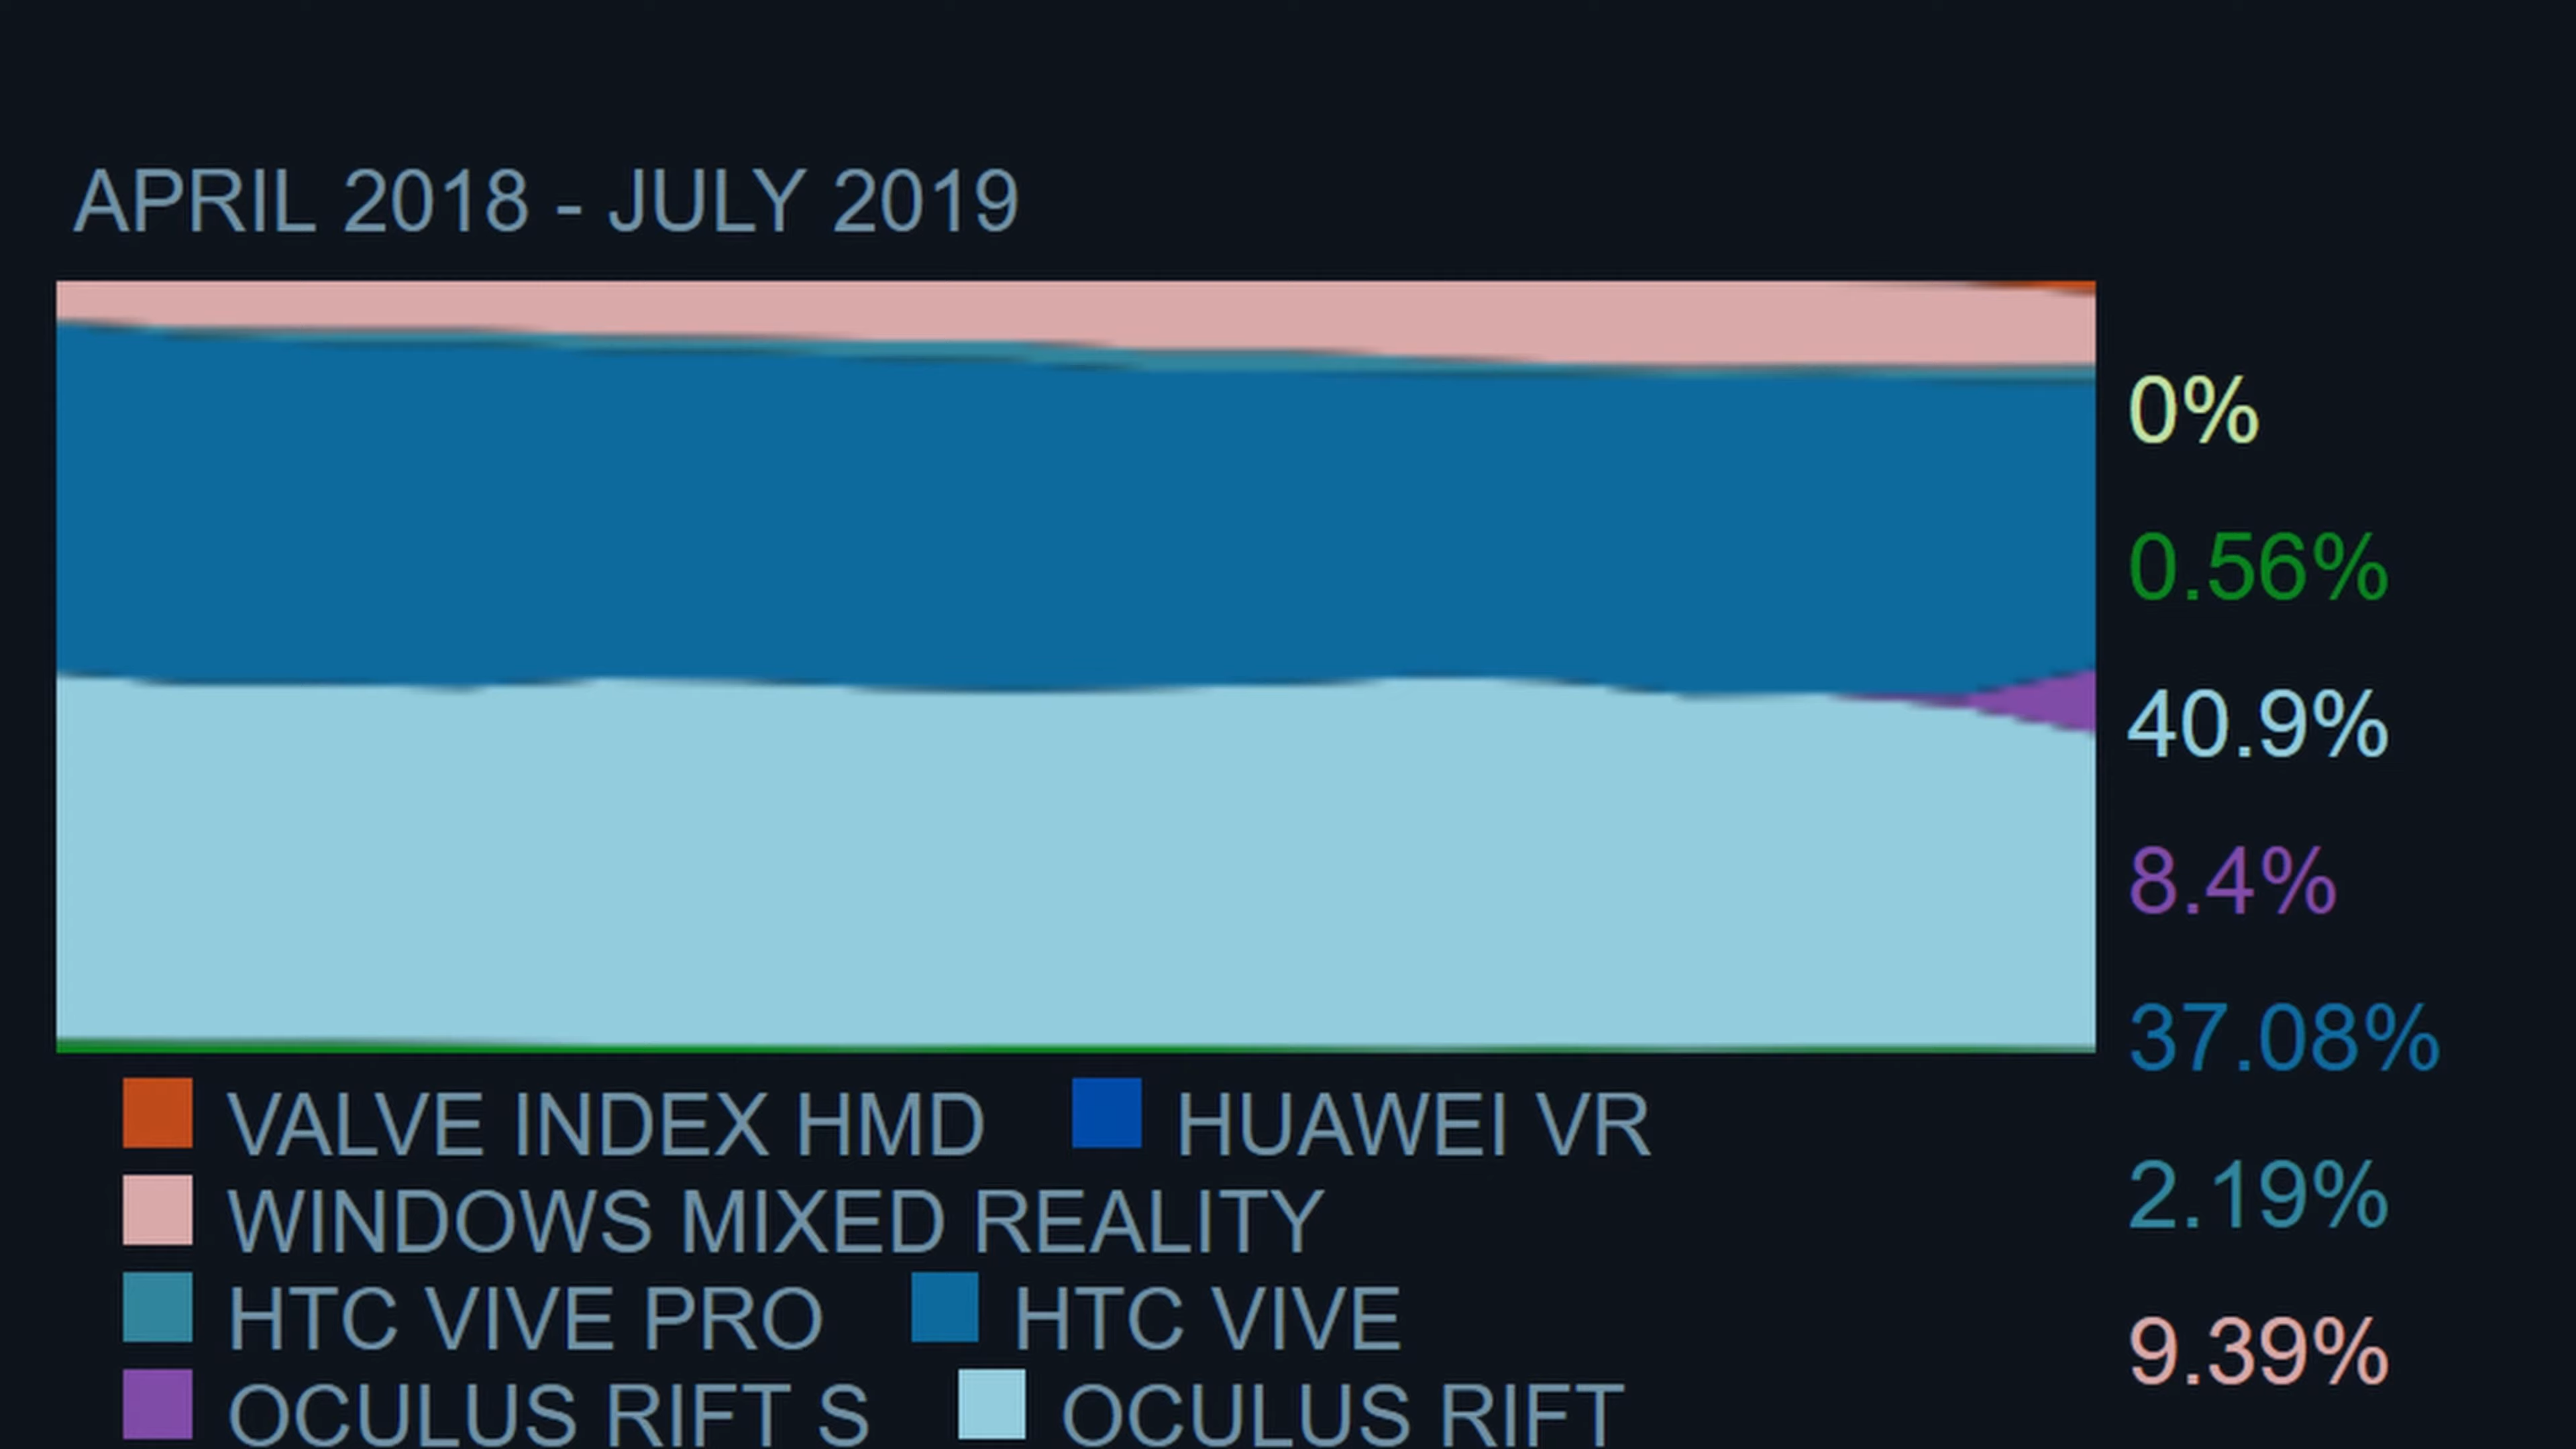 APRIL 2018 - JULY 2019
0%
0.56%
40.9%
8.4%
37.08%
2.19%
9.39%
VALVE INDEX HMD HUAWEI VR
WINDOWS MIXED REALITY
HTC VIVE PRO HTC VIVE
OCULUS RIFT S OCULUS RIFT